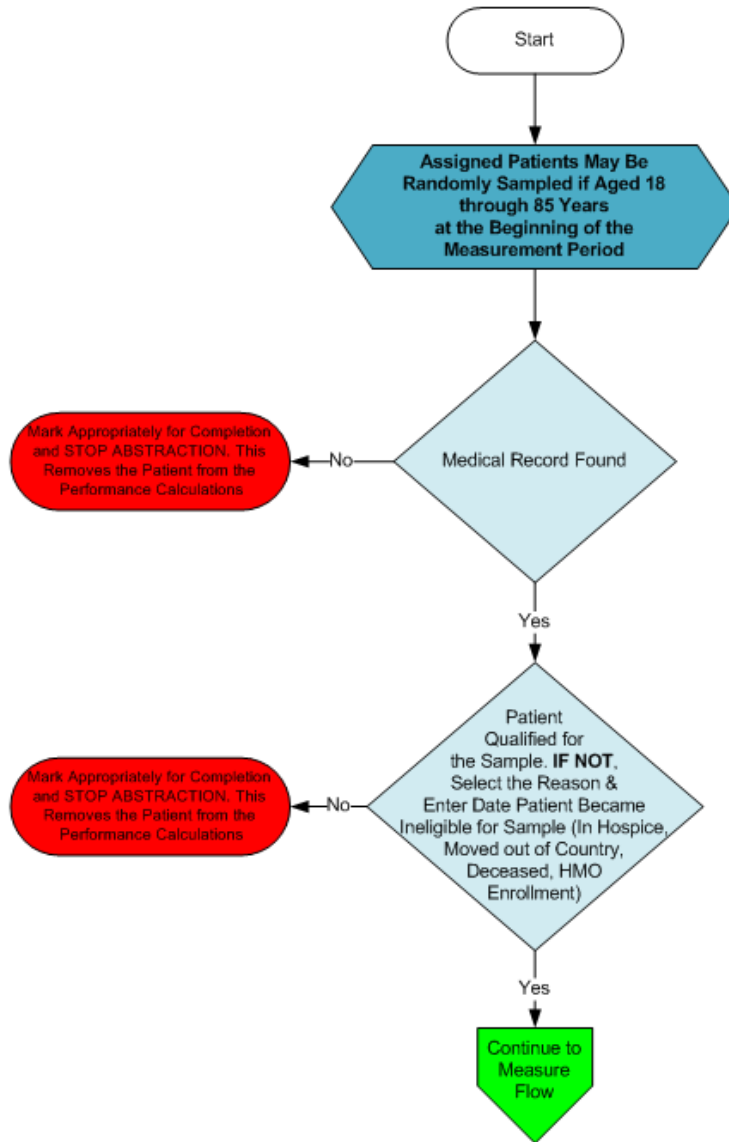 Start
Assigned Patients May Be
Randomly Sampled if Aged 18
through 85 Years
at the Beginning of the
Measurement Period
Medical Record Found
No
Mark Appropriately for Completion
and STOP ABSTRACTION. This
Removes the Patient from the
Performance Calculations
Yes
Patient
Qualified for
the Sample. IF NOT,
Select the Reason &
Enter Date Patient Became
Ineligible for Sample (In Hospice,
Moved out of Country,
Deceased, HMO
Enrollment)
No
Mark Appropriately for Completion
and STOP ABSTRACTION. This
Removes the Patient from the
Performance Calculations
Yes
Continue to
Measure
Flow